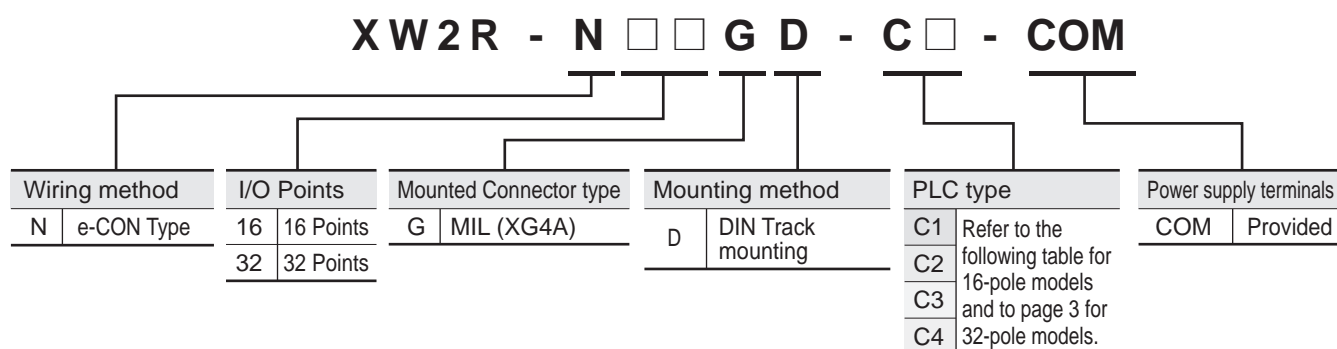 XW2R - N□□GD - C□ - COM
Wiring method
N e-CON Type
I/O Points
16 16 Points
32 32 Points
Mounted Connector type
G MIL (XG4A)
Mounting method
D DIN Track
mounting
PLC type
C1
C2
C3
C4
Refer to the
following table for
16-pole models
and to page 3 for
32-pole models.
Power supply terminals
COM Provided